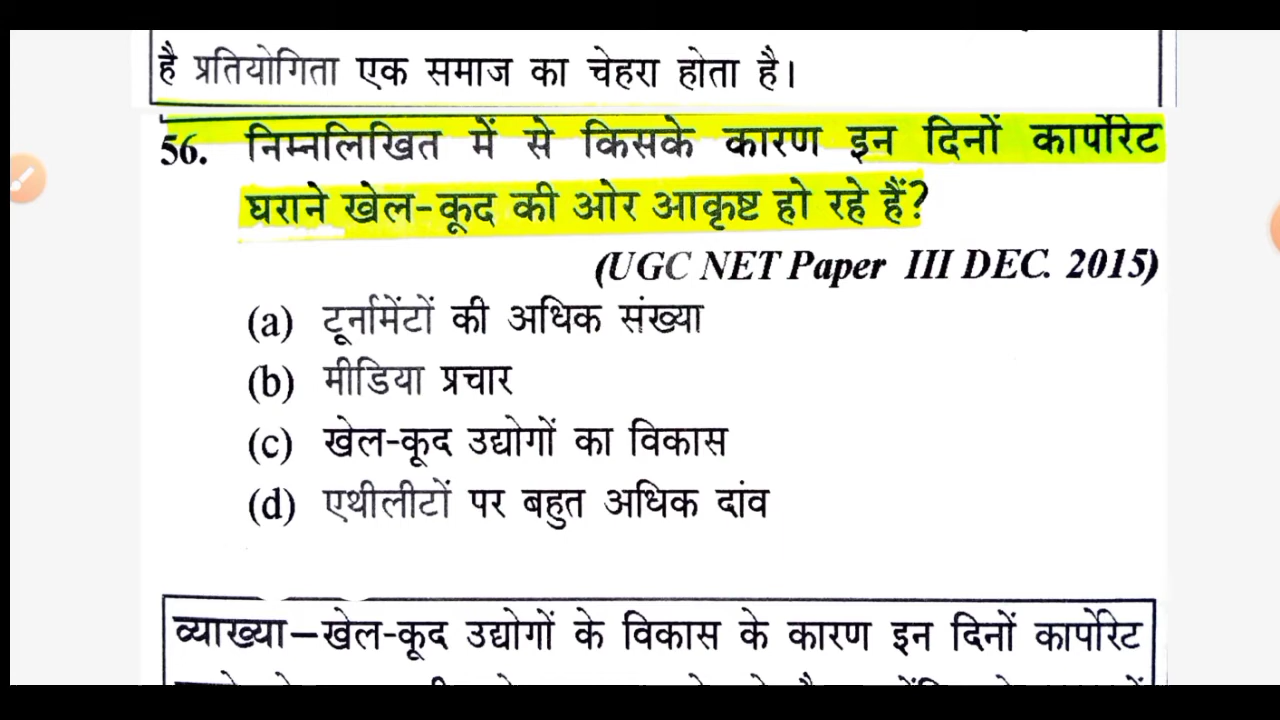 है प्रतियोगिता एक समाज का चेहरा होता है।
56. निम्नलिखित में से किसके कारण इन दिनों कार्पोरेट
घराने खेल-कूद की ओर आकृष्ट हो रहे हैं?
(UGC NET Paper III DEC. 2015)
(a) टूर्नामेंटों की अधिक संख्या
(b) मीडिया प्रचार
(c) खेल-कूद उद्योगों का विकास
(d) एथीलीटों पर बहुत अधिक दांव
व्याख्या–खेल-कूद उद्योगों के विकास के कारण इन दिनों कार्पोरेट